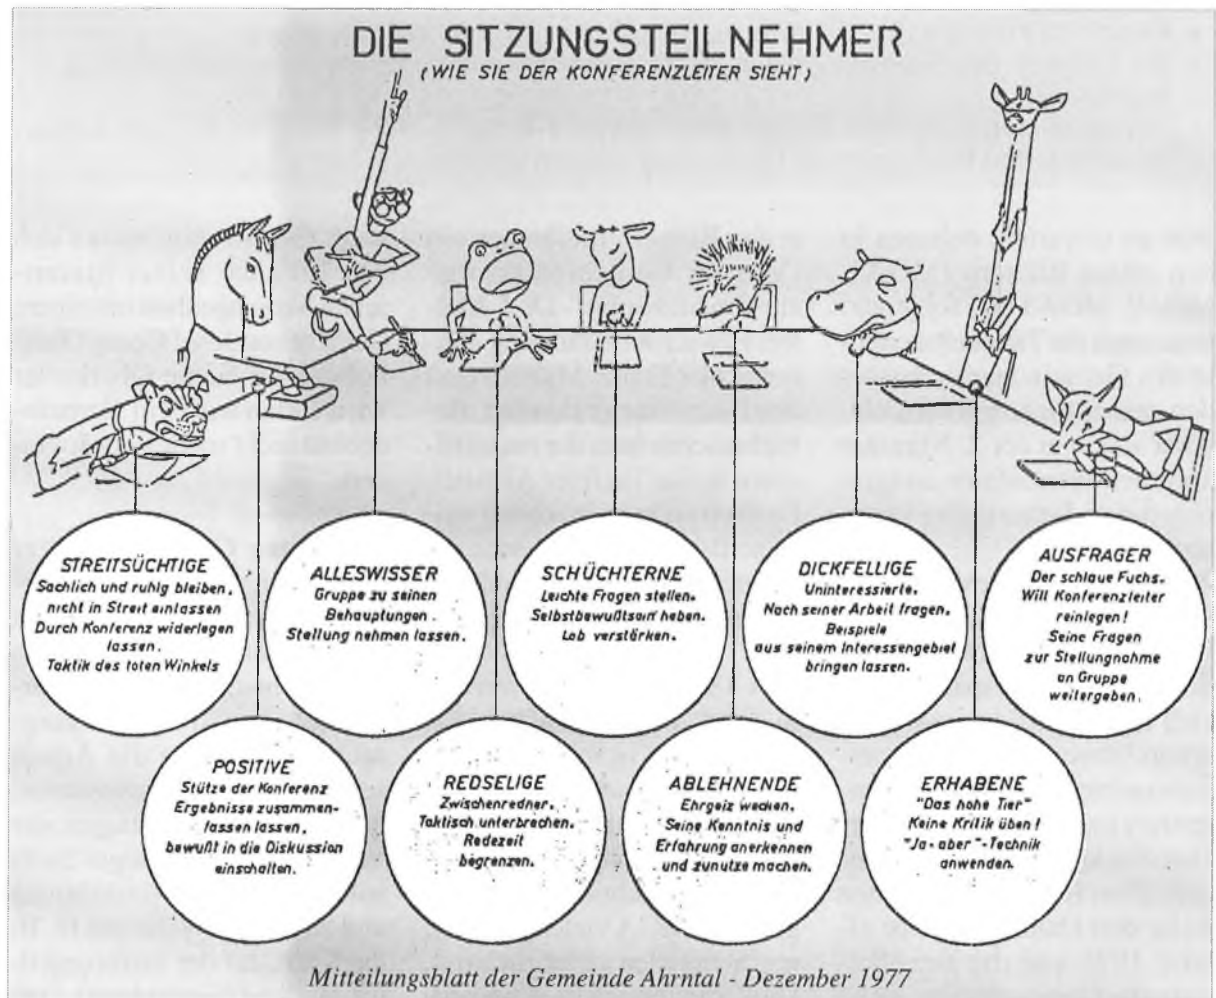 DIE SITZUNGSTEILNEHMER
(WIE SIE DER KONFERENZLEITER SIEHT)
STREITSÜCHTIGE
Sachlich und ruhig bleiben,
nicht in Streit einlassen
Durch Konferenz widerlegen
lassen.
Taktik des toten Winkels
ALLESWISSER
Gruppe zu seinen
Behauptungen
Stellung nehmen lassen.
SCHÜCHTERNE
Leichte Fragen stellen.
Selbstbewußtsein heben.
Lob verstärken.
DICKFELLIGE
Uninteressierte.
Nach seiner Arbeit fragen.
Beispiele
aus seinem Interessengebiet
bringen lassen.
AUSFRAGER
Der schlaue Fuchs.
Will Konferenzleiter
reinlegen!
Seine Fragen
zur Stellungnahme
an Gruppe
weitergeben.
POSITIVE
Stütze der Konferenz
Ergebnisse zusammen-
fassen lassen,
bewußt in die Diskussion
einschalten.
REDSELIGE
Zwischenredner.
Taktisch unterbrechen.
Redezeit
begrenzen.
ABLEHNENDE
Ehrgeiz wecken.
Seine Kenntnis und
Erfahrung anerkennen
und zunutze machen.
ERHABENE
"Das hohe Tier"
Keine Kritik üben!
"Ja - aber"-Technik
anwenden.
Mitteilungsblatt der Gemeinde Ahrntal - Dezember 1977